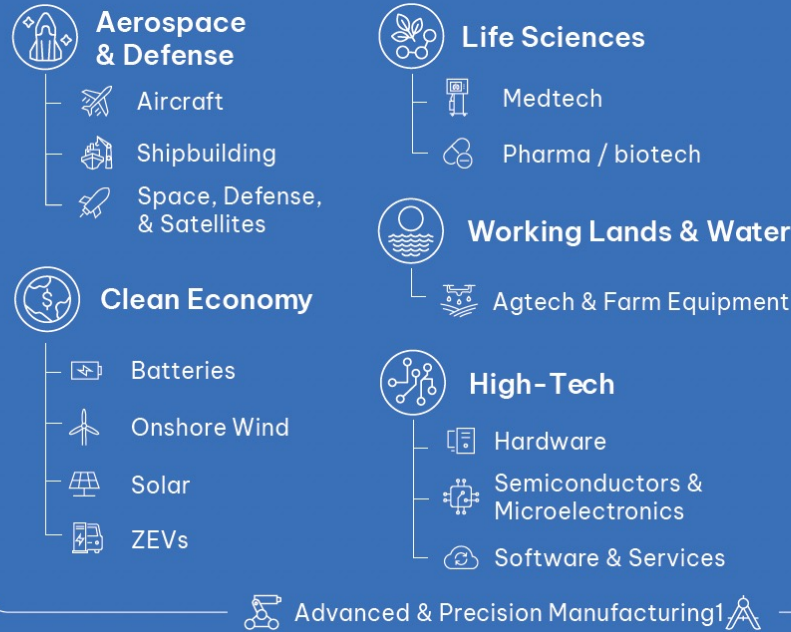 Aerospace
& Defense
Aircraft
Shipbuilding
Space, Defense,
& Satellites
Clean Economy
Batteries
Onshore Wind
Solar
ZEVs
Life Sciences
Medtech
Pharma / biotech
Working Lands & Water
Agtech & Farm Equipment
High-Tech
Hardware
Semiconductors &
Microelectronics
Software & Services
Advanced & Precision Manufacturing1